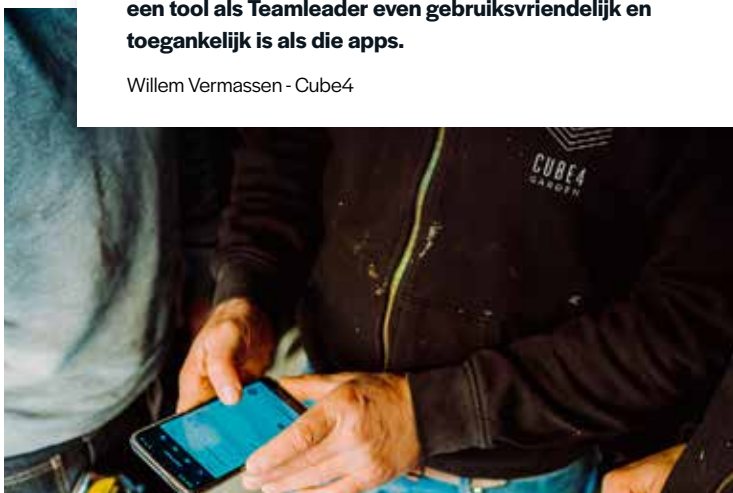 een tool als Teamleader even gebruiksvriendelijk en
toegankelijk is als die apps.
Willem Vermassen - Cube4
CUBE4
GARDEN